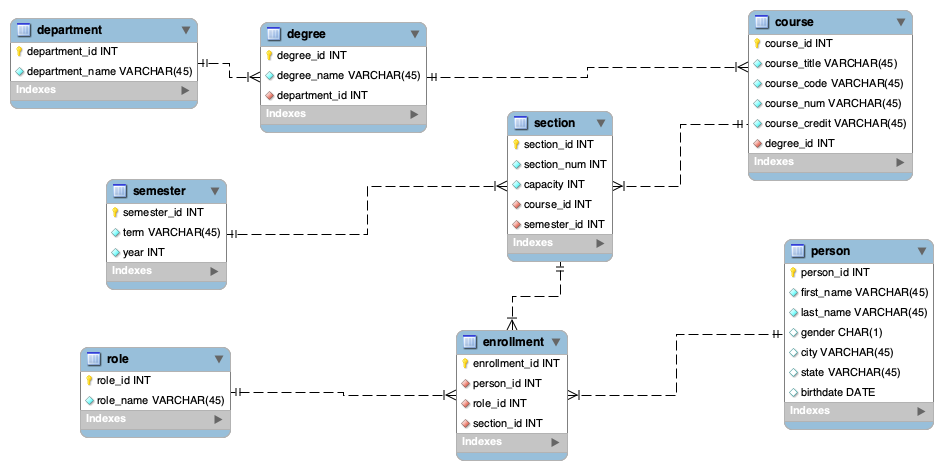 department
department_id INT
department_name VARCHAR(45)
Indexes
degree
degree_id INT
degree_name VARCHAR(45)
department_id INT
Indexes
course
course_id INT
course_title VARCHAR(45)
course_code VARCHAR(45)
course_num VARCHAR(45)
course_credit VARCHAR(45)
degree_id INT
Indexes
section
section_id INT
section_num INT
capacity INT
course_id INT
semester_id INT
Indexes
semester
semester_id INT
term VARCHAR(45)
year INT
Indexes
person
person_id INT
first_name VARCHAR(45)
last_name VARCHAR(45)
gender CHAR(1)
city VARCHAR(45)
state VARCHAR(45)
birthdate DATE
Indexes
role
role_id INT
role_name VARCHAR(45)
Indexes
enrollment
enrollment_id INT
person_id INT
role_id INT
section_id INT
Indexes